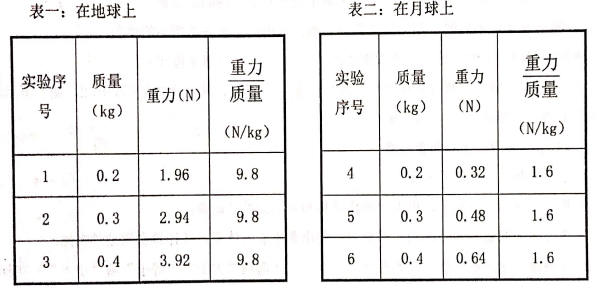 表一：在地球上
实验序号 质量（kg） 重力（N） 重力/质量（N/kg）
1 0.2 1.96 9.8
2 0.3 2.94 9.8
3 0.4 3.92 9.8
表二：在月球上
实验序号 质量（kg） 重力（N） 重力/质量（N/kg）
4 0.2 0.32 1.6
5 0.3 0.48 1.6
6 0.4 0.64 1.6